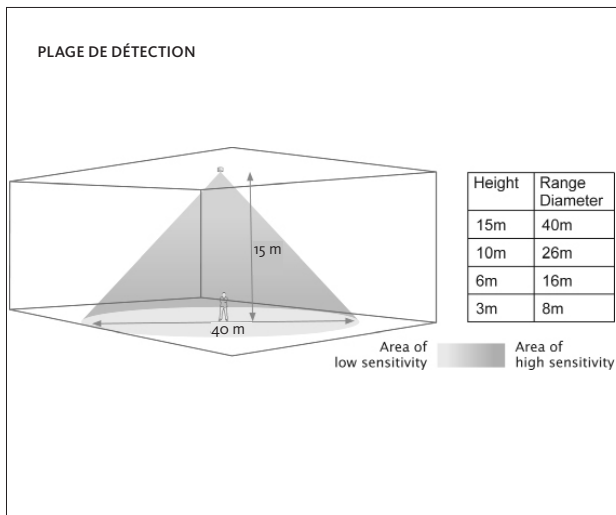 PLAGE DE DÉTECTION
15 m
40 m
Height Range Diameter
15m 40m
10m 26m
6m 16m
3m 8m
Area of
low sensitivity
Area of
high sensitivity